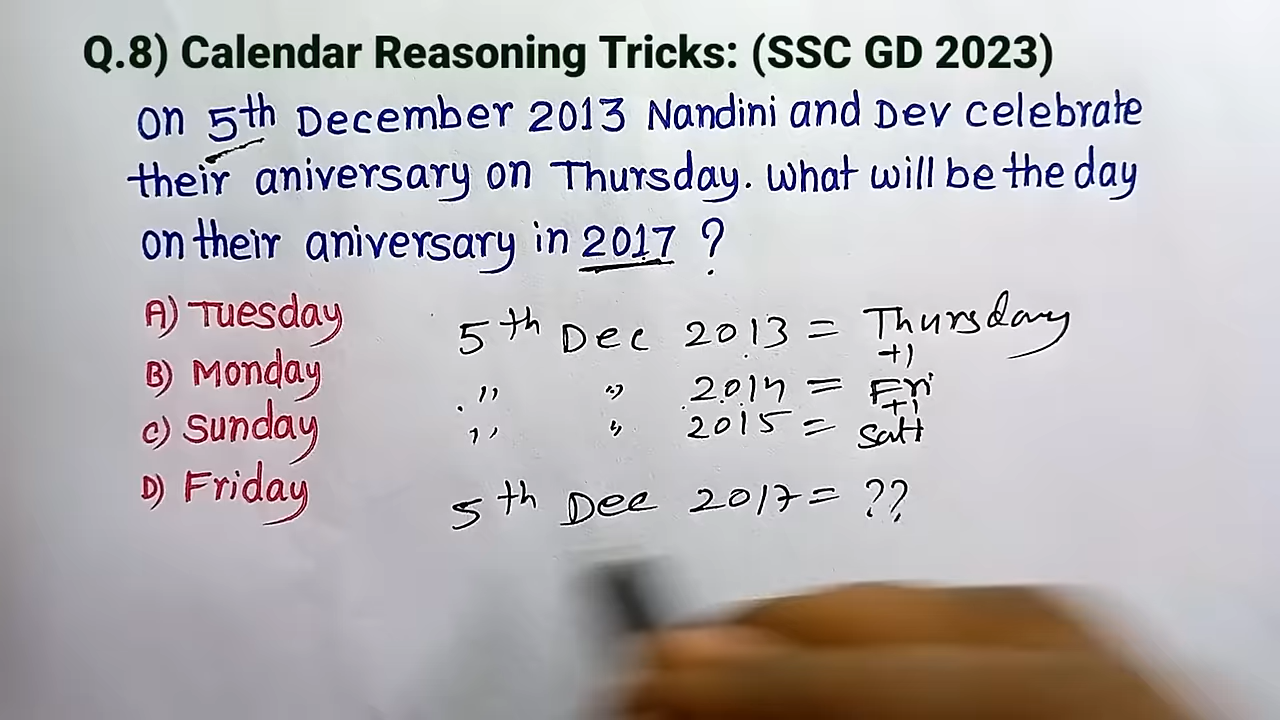 Q.8) Calendar Reasoning Tricks: (SSC GD 2023)
On 5th December 2013 Nandini and Dev celebrate
their aniversary on Thursday. What will be the day
on their aniversary in 2017 ?
A) Tuesday
B) Monday
C) Sunday
D) Friday
5th Dec 2013 = Thursday
+1
,, ,, 2014 = Fri
+1
,, ,, 2015 = Satt
5th Dec 2017 = ??